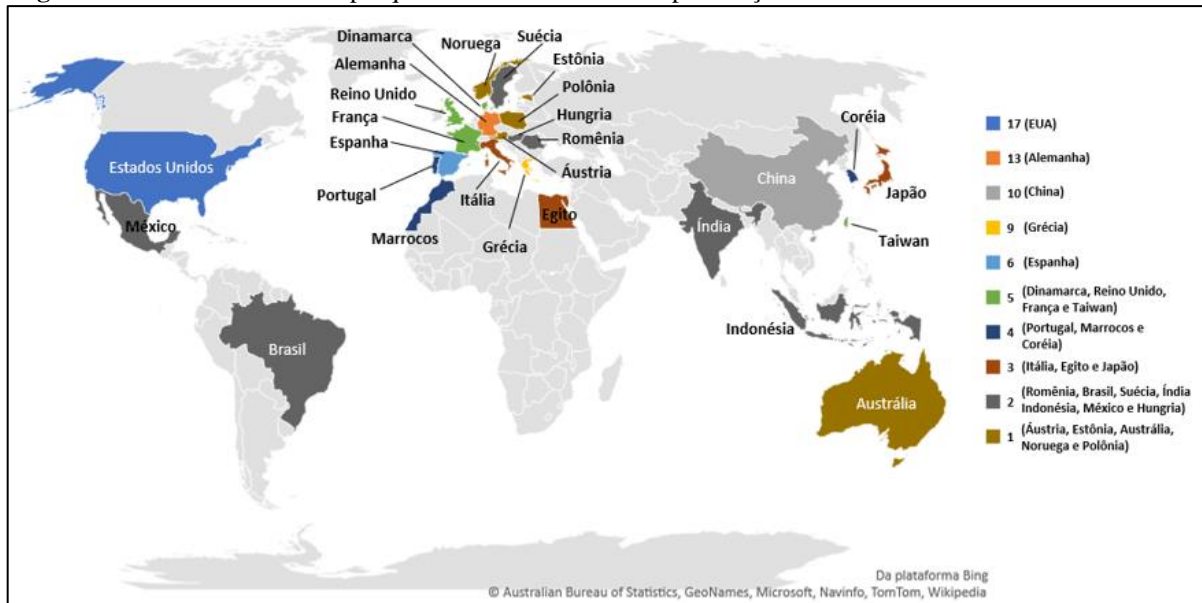 Dinamarca
Noruega
Suécia
Alemanha
Estônia
Reino Unido
Polônia
França
Hungria
Espanha
Romênia
Portugal
Itália
Áustria
Marrocos
Grécia
Egito
Estados Unidos
México
Brasil
China
Coréia
Japão
Índia
Taiwan
Indonésia
Austrália
17 (EUA)
13 (Alemanha)
10 (China)
9 (Grécia)
6 (Espanha)
5 (Dinamarca, Reino Unido,
França e Taiwan)
4 (Portugal, Marrocos e
Coréia)
3 (Itália, Egito e Japão)
2 (Romênia, Brasil, Suécia, Índia
Indonésia, México e Hungria)
1 (Áustria, Estônia, Austrália,
Noruega e Polônia)
Da plataforma Bing
© Australian Bureau of Statistics, GeoNames, Microsoft, Navinfo, TomTom, Wikipedia